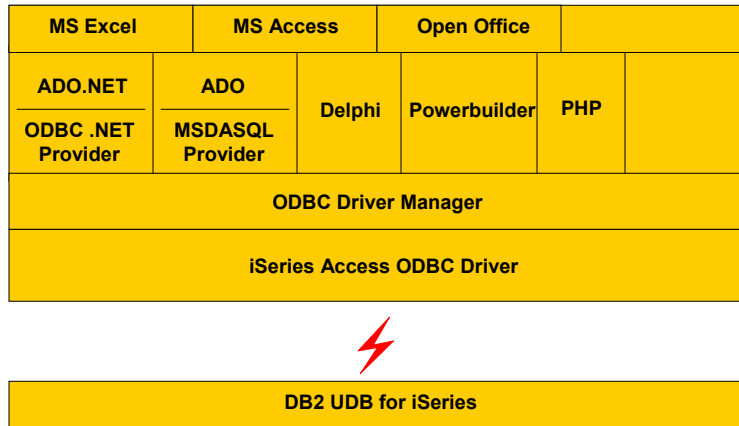 MS Excel
MS Access
Open Office
ADO.NET
ODBC .NET
Provider
ADO
MSDASQL
Provider
Delphi
Powerbuilder
PHP
ODBC Driver Manager
iSeries Access ODBC Driver
DB2 UDB for iSeries